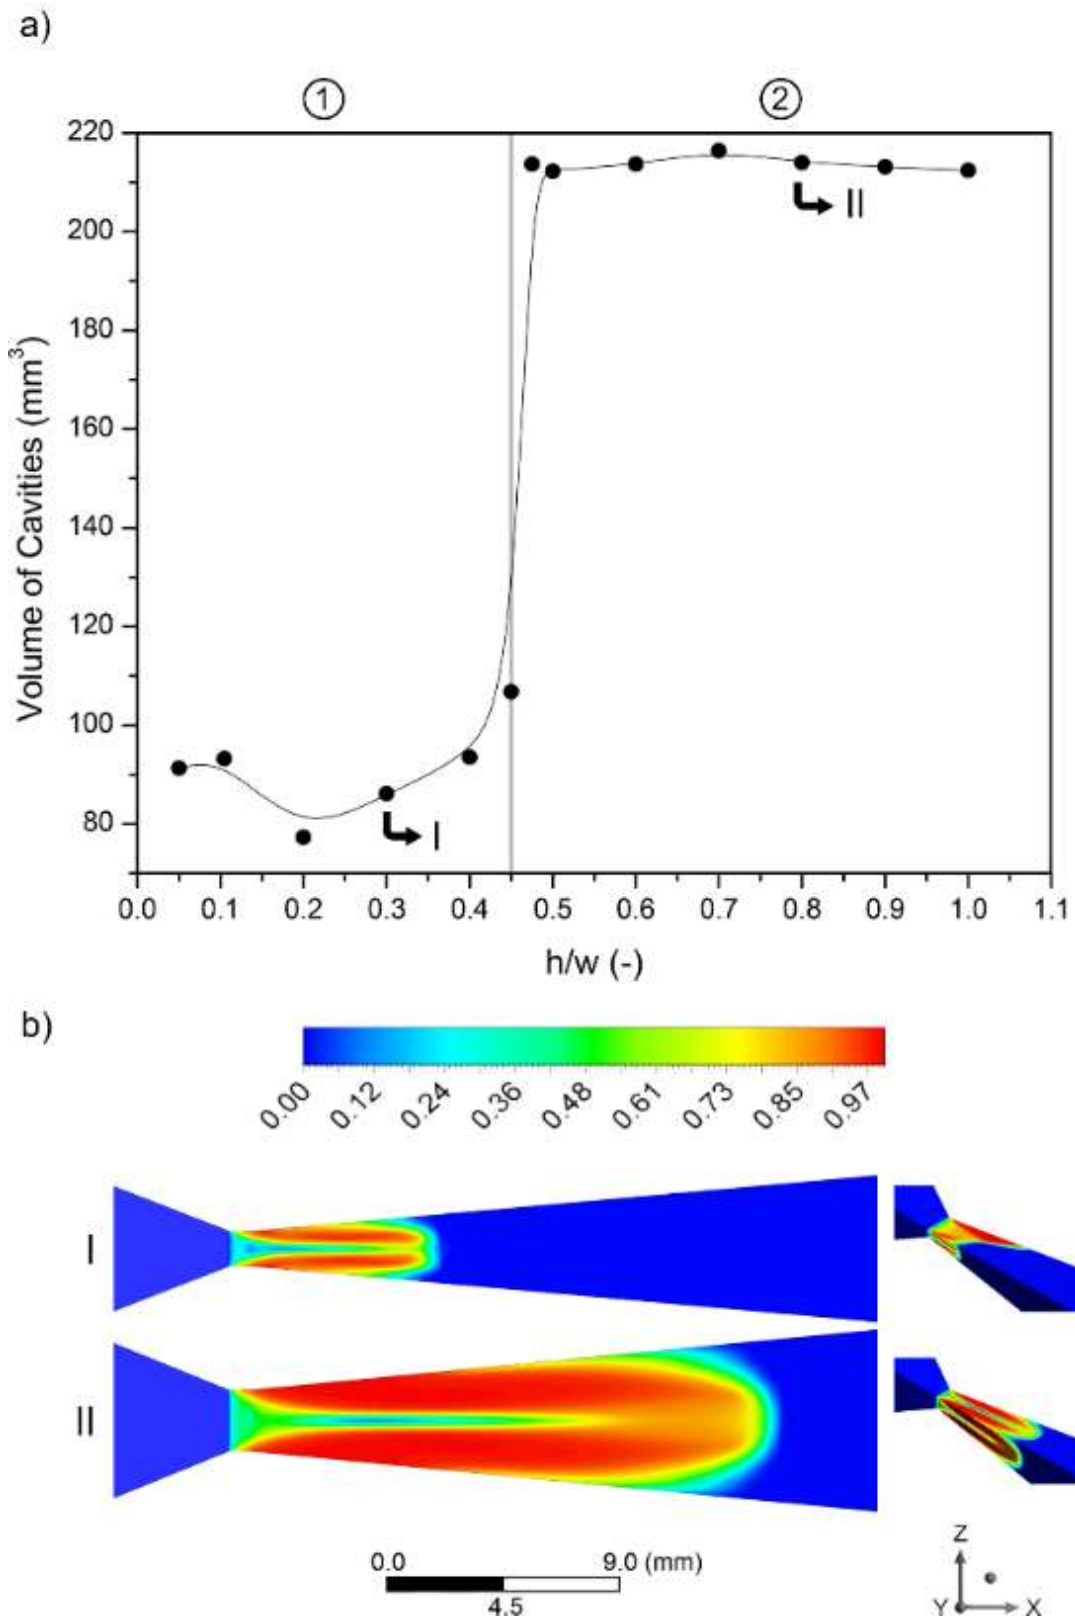 a)
① ②
220
200
180
160
140
120
100
80
Volume of Cavities (mm³)
II
I
0.0 0.1 0.2 0.3 0.4 0.5 0.6 0.7 0.8 0.9 1.0 1.1
h/w (-)
b)
0.00 0.12 0.24 0.36 0.48 0.61 0.73 0.85 0.97
I
II
0.0 9.0 (mm)
4.5
Z
Y X